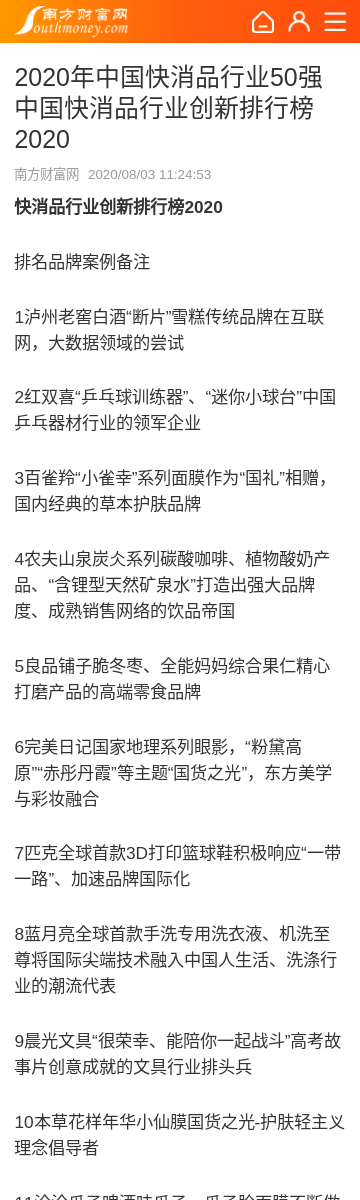 南方财富网
outhmoney.com
2020年中国快消品行业50强
中国快消品行业创新排行榜
2020
南方财富网 2020/08/03 11:24:53
快消品行业创新排行榜2020
排名品牌案例备注
1泸州老窖白酒“断片”雪糕传统品牌在互联
网，大数据领域的尝试
2红双喜“乒乓球训练器”、“迷你小球台”中国
乒乓器材行业的领军企业
3百雀羚“小雀幸”系列面膜作为“国礼”相赠，
国内经典的草本护肤品牌
4农夫山泉炭仌系列碳酸咖啡、植物酸奶产
品、“含锂型天然矿泉水”打造出强大品牌
度、成熟销售网络的饮品帝国
5良品铺子脆冬枣、全能妈妈综合果仁精心
打磨产品的高端零食品牌
6完美日记国家地理系列眼影，“粉黛高
原”“赤彤丹霞”等主题“国货之光”，东方美学
与彩妆融合
7匹克全球首款3D打印篮球鞋积极响应“一带
一路”、加速品牌国际化
8蓝月亮全球首款手洗专用洗衣液、机洗至
尊将国际尖端技术融入中国人生活、洗涤行
业的潮流代表
9晨光文具“很荣幸、能陪你一起战斗”高考故
事片创意成就的文具行业排头兵
10本草花样年华小仙膜国货之光-护肤轻主义
理念倡导者